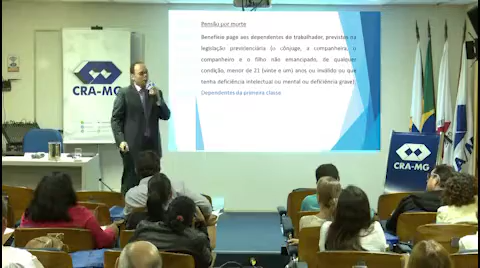 Pensão por morte
Benefício pago aos dependentes do trabalhador, previstos na
legislação previdenciária (o cônjuge, a companheira, o
companheiro e o filho não emancipado, de qualquer
condição, menor de 21 (vinte e um) anos ou inválido ou que
tenha deficiência intelectual ou mental ou deficiência grave).
Dependentes da primeira classe
CRA-MG
CRA-MG